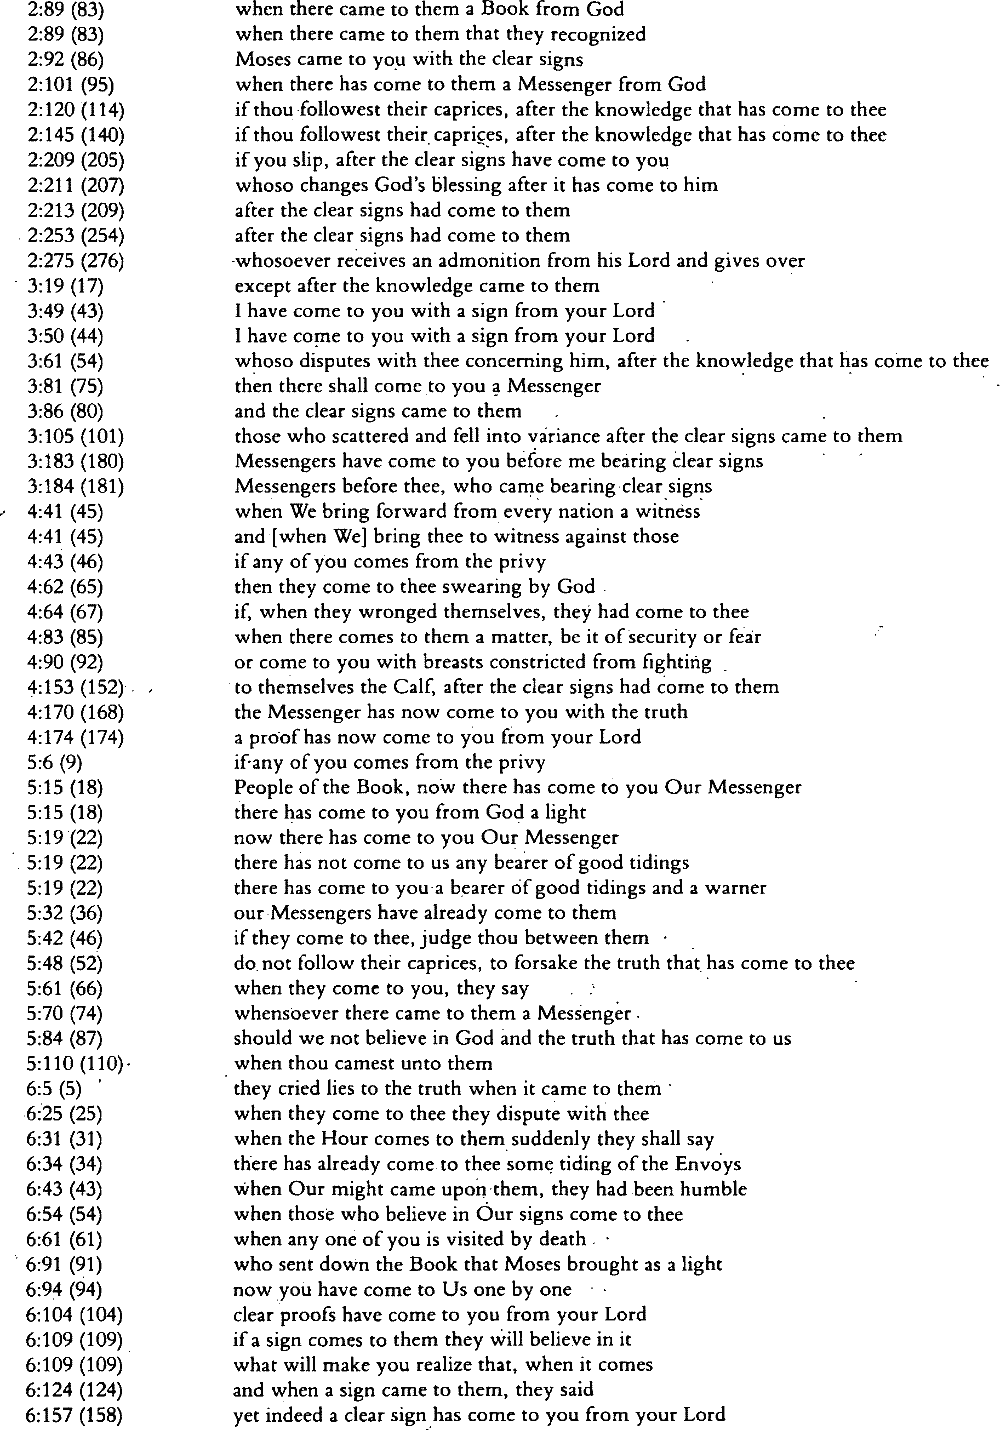 2:89 (83) when there came to them a Book from God
2:89 (83) when there came to them that they recognized
2:92 (86) Moses came to you with the clear signs
2:101 (95) when there has come to them a Messenger from God
2:120 (114) if thou followest their caprices, after the knowledge that has come to thee
2:145 (140) if thou followest their caprices, after the knowledge that has come to thee
2:209 (205) if you slip, after the clear signs have come to you
2:211 (207) whoso changes God's blessing after it has come to him
2:213 (209) after the clear signs had come to them
2:253 (254) after the clear signs had come to them
2:275 (276) whosoever receives an admonition from his Lord and gives over
3:19 (17) except after the knowledge came to them
3:49 (43) I have come to you with a sign from your Lord
3:50 (44) I have come to you with a sign from your Lord
3:61 (54) whoso disputes with thee concerning him, after the knowledge that has come to thee
3:81 (75) then there shall come to you a Messenger
3:86 (80) and the clear signs came to them
3:105 (101) those who scattered and fell into variance after the clear signs came to them
3:183 (180) Messengers have come to you before me bearing clear signs
3:184 (181) Messengers before thee, who came bearing clear signs
4:41 (45) when We bring forward from every nation a witness
4:41 (45) and [when We] bring thee to witness against those
4:43 (46) if any of you comes from the privy
4:62 (65) then they come to thee swearing by God
4:64 (67) if, when they wronged themselves, they had come to thee
4:83 (85) when there comes to them a matter, be it of security or fear
4:90 (92) or come to you with breasts constricted from fighting
4:153 (152) to themselves the Calf, after the clear signs had come to them
4:170 (168) the Messenger has now come to you with the truth
4:174 (174) a proof has now come to you from your Lord
5:6 (9) if any of you comes from the privy
5:15 (18) People of the Book, now there has come to you Our Messenger
5:15 (18) there has come to you from God a light
5:19 (22) now there has come to you Our Messenger
5:19 (22) there has not come to us any bearer of good tidings
5:19 (22) there has come to you a bearer of good tidings and a warner
5:32 (36) our Messengers have already come to them
5:42 (46) if they come to thee, judge thou between them
5:48 (52) do not follow their caprices, to forsake the truth that has come to thee
5:61 (66) when they come to you, they say
5:70 (74) whensoever there came to them a Messenger
5:84 (87) should we not believe in God and the truth that has come to us
5:110 (110) when thou camest unto them
6:5 (5) they cried lies to the truth when it came to them
6:25 (25) when they come to thee they dispute with thee
6:31 (31) when the Hour comes to them suddenly they shall say
6:34 (34) there has already come to thee some tiding of the Envoys
6:43 (43) when Our might came upon them, they had been humble
6:54 (54) when those who believe in Our signs come to thee
6:61 (61) when any one of you is visited by death
6:91 (91) who sent down the Book that Moses brought as a light
6:94 (94) now you have come to Us one by one
6:104 (104) clear proofs have come to you from your Lord
6:109 (109) if a sign comes to them they will believe in it
6:109 (109) what will make you realize that, when it comes
6:124 (124) and when a sign came to them, they said
6:157 (158) yet indeed a clear sign has come to you from your Lord